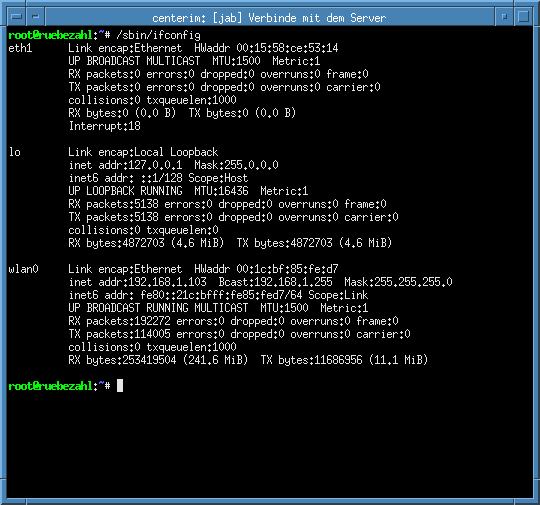 centerim: [jab] Verbinde mit dem Server
root@ruebezahl:~# /sbin/ifconfig
eth1 Link encap:Ethernet HWaddr 00:15:58:ce:53:14
UP BROADCAST MULTICAST MTU:1500 Metric:1
RX packets:0 errors:0 dropped:0 overruns:0 frame:0
TX packets:0 errors:0 dropped:0 overruns:0 carrier:0
collisions:0 txqueuelen:1000
RX bytes:0 (0.0 B) TX bytes:0 (0.0 B)
Interrupt:18
lo Link encap:Local Loopback
inet addr:127.0.0.1 Mask:255.0.0.0
inet6 addr: ::1/128 Scope:Host
UP LOOPBACK RUNNING MTU:16436 Metric:1
RX packets:5138 errors:0 dropped:0 overruns:0 frame:0
TX packets:5138 errors:0 dropped:0 overruns:0 carrier:0
collisions:0 txqueuelen:0
RX bytes:4872703 (4.6 MiB) TX bytes:4872703 (4.6 MiB)
wlan0 Link encap:Ethernet HWaddr 00:1c:bf:85:fe:d7
inet addr:192.168.1.103 Bcast:192.168.1.255 Mask:255.255.255.0
inet6 addr: fe80::21c:bfff:fe85:fed7/64 Scope:Link
UP BROADCAST RUNNING MULTICAST MTU:1500 Metric:1
RX packets:192272 errors:0 dropped:0 overruns:0 frame:0
TX packets:114005 errors:0 dropped:0 overruns:0 carrier:0
collisions:0 txqueuelen:1000
RX bytes:253419504 (241.6 MiB) TX bytes:11686956 (11.1 MiB)
root@ruebezahl:~#